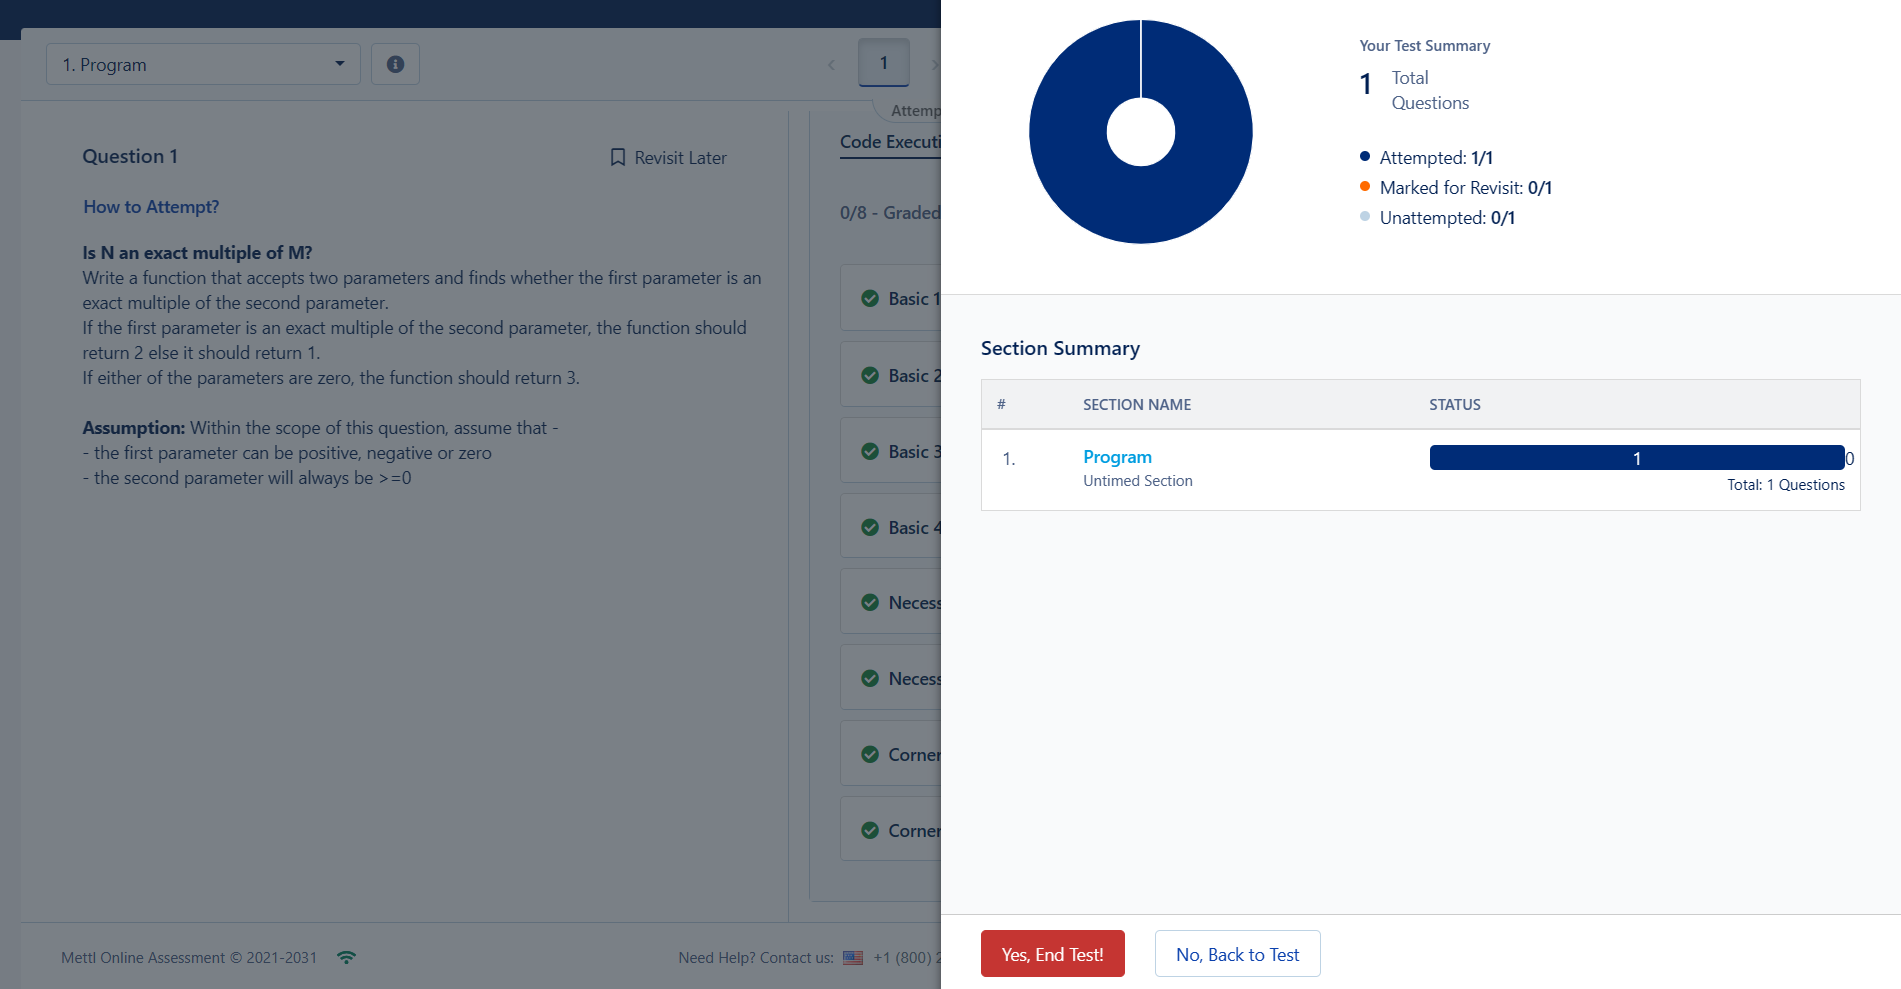 1. Program
1
Attemp
Question 1
Revisit Later
How to Attempt?
Is N an exact multiple of M?
Write a function that accepts two parameters and finds whether the first parameter is an
exact multiple of the second parameter.
If the first parameter is an exact multiple of the second parameter, the function should
return 2 else it should return 1.
If either of the parameters are zero, the function should return 3.
Assumption: Within the scope of this question, assume that -
- the first parameter can be positive, negative or zero
- the second parameter will always be >=0
Code Executi
0/8 - Graded
Basic 1
Basic 2
Basic 3
Basic 4
Necess
Necess
Corner
Corner
Mettl Online Assessment © 2021-2031
Need Help? Contact us: +1 (800) 2
Your Test Summary
1 Total
Questions
Attempted: 1/1
Marked for Revisit: 0/1
Unattempted: 0/1
Section Summary
# SECTION NAME STATUS
1. Program 1 0
Untimed Section Total: 1 Questions
Yes, End Test! No, Back to Test